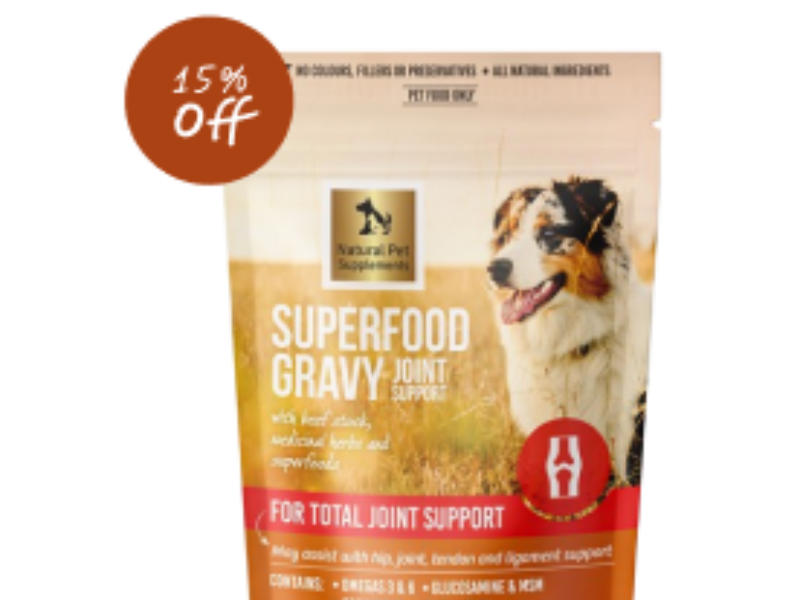 15%
off
NO COLOURS, FILLERS OR PRESERVATIVES + ALL NATURAL INGREDIENTS
PET FOOD ONLY
Natural Pet
Supplements
SUPERFOOD
GRAVY JOINT
SUPPORT
with beef stock,
medicinal herbs and
superfoods
FOR TOTAL JOINT SUPPORT
May assist with hip, joint, tendon and ligament support
CONTAINS: • OMEGAS 3 & 6 • GLUCOSAMINE & MSM